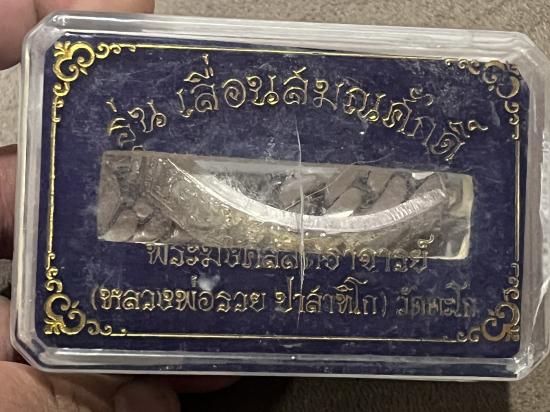 รุ่น เลื่อนสมณศักดิ์
พระมงคลสุตาจารย์
(หลวงพ่อรวย ปาสาทิโก) วัดตะโก